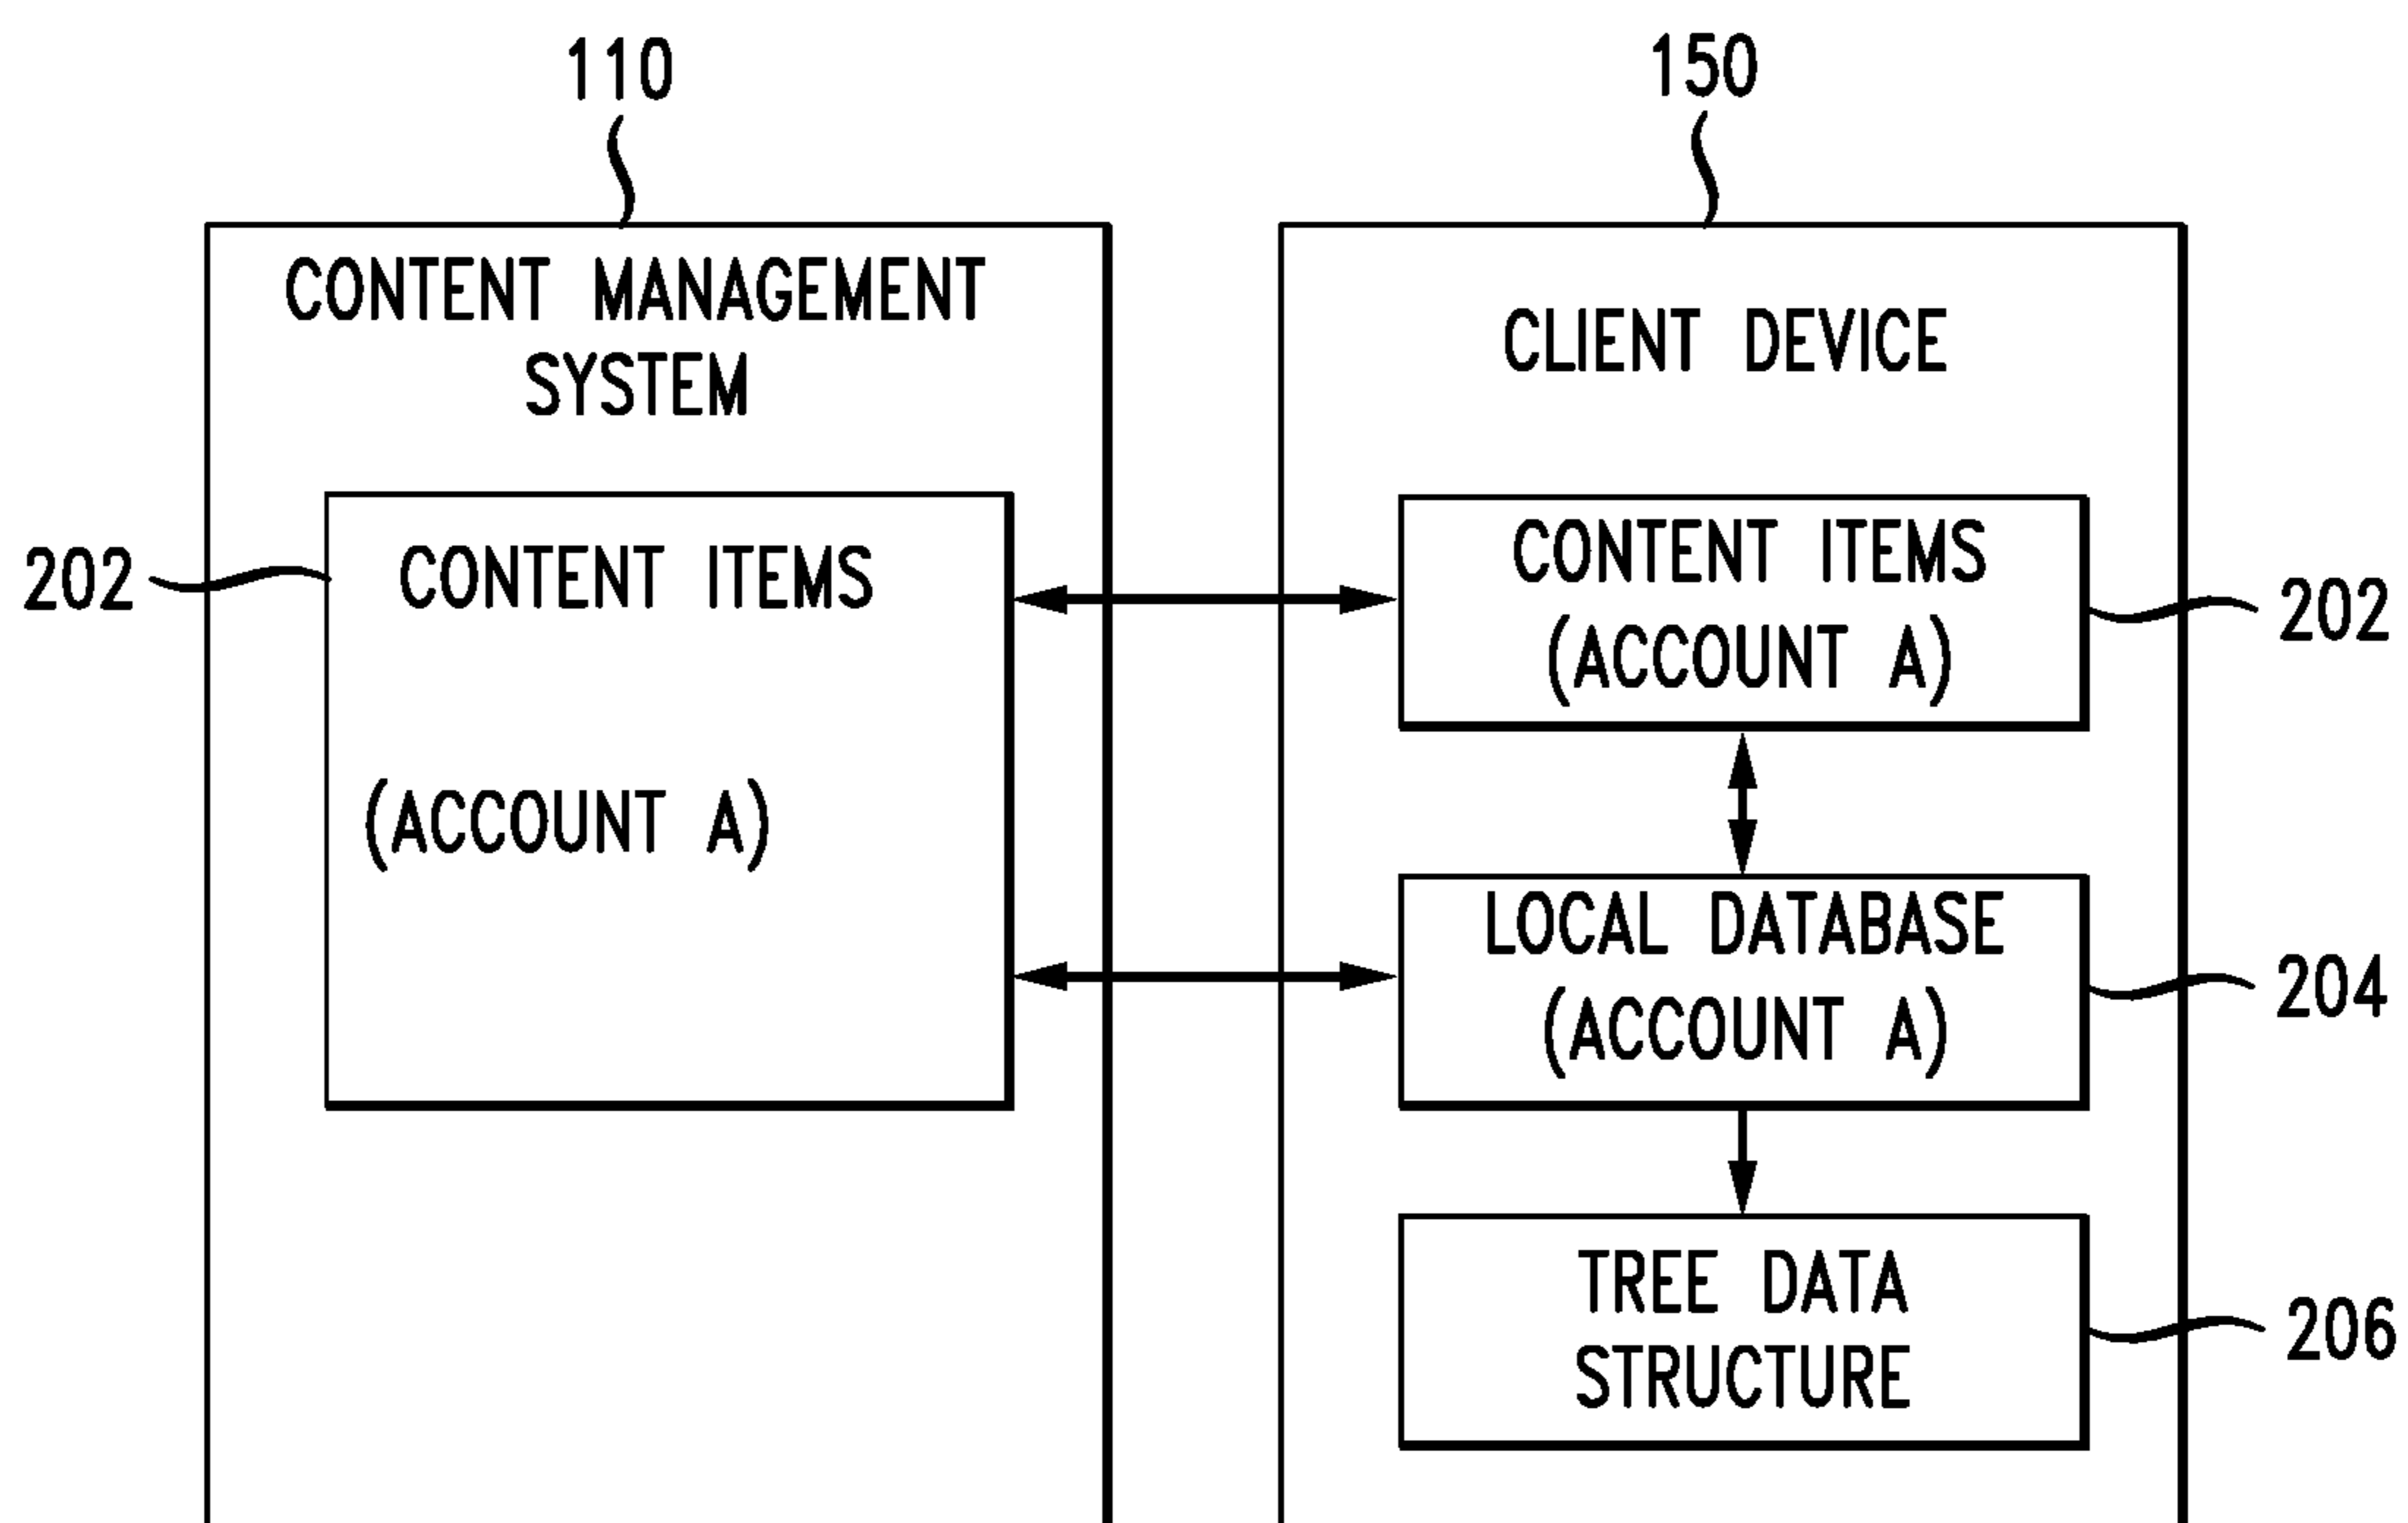 110
150
CONTENT MANAGEMENT
SYSTEM
CLIENT DEVICE
202
CONTENT ITEMS
(ACCOUNT A)
CONTENT ITEMS
(ACCOUNT A)
202
LOCAL DATABASE
(ACCOUNT A)
204
TREE DATA
STRUCTURE
206